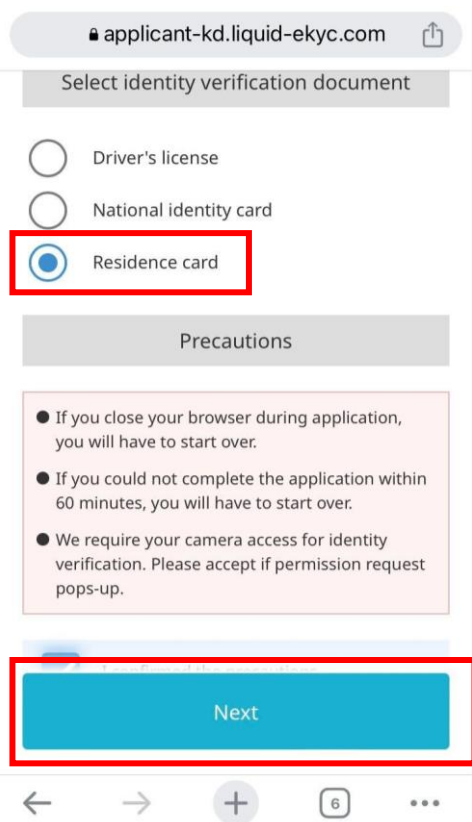 applicant-kd.liquid-ekyc.com
Select identity verification document
Driver's license
National identity card
Residence card
Precautions
● If you close your browser during application,
you will have to start over.
● If you could not complete the application within
60 minutes, you will have to start over.
● We require your camera access for identity
verification. Please accept if permission request
pops-up.
I confirmed the precautions
Next
6